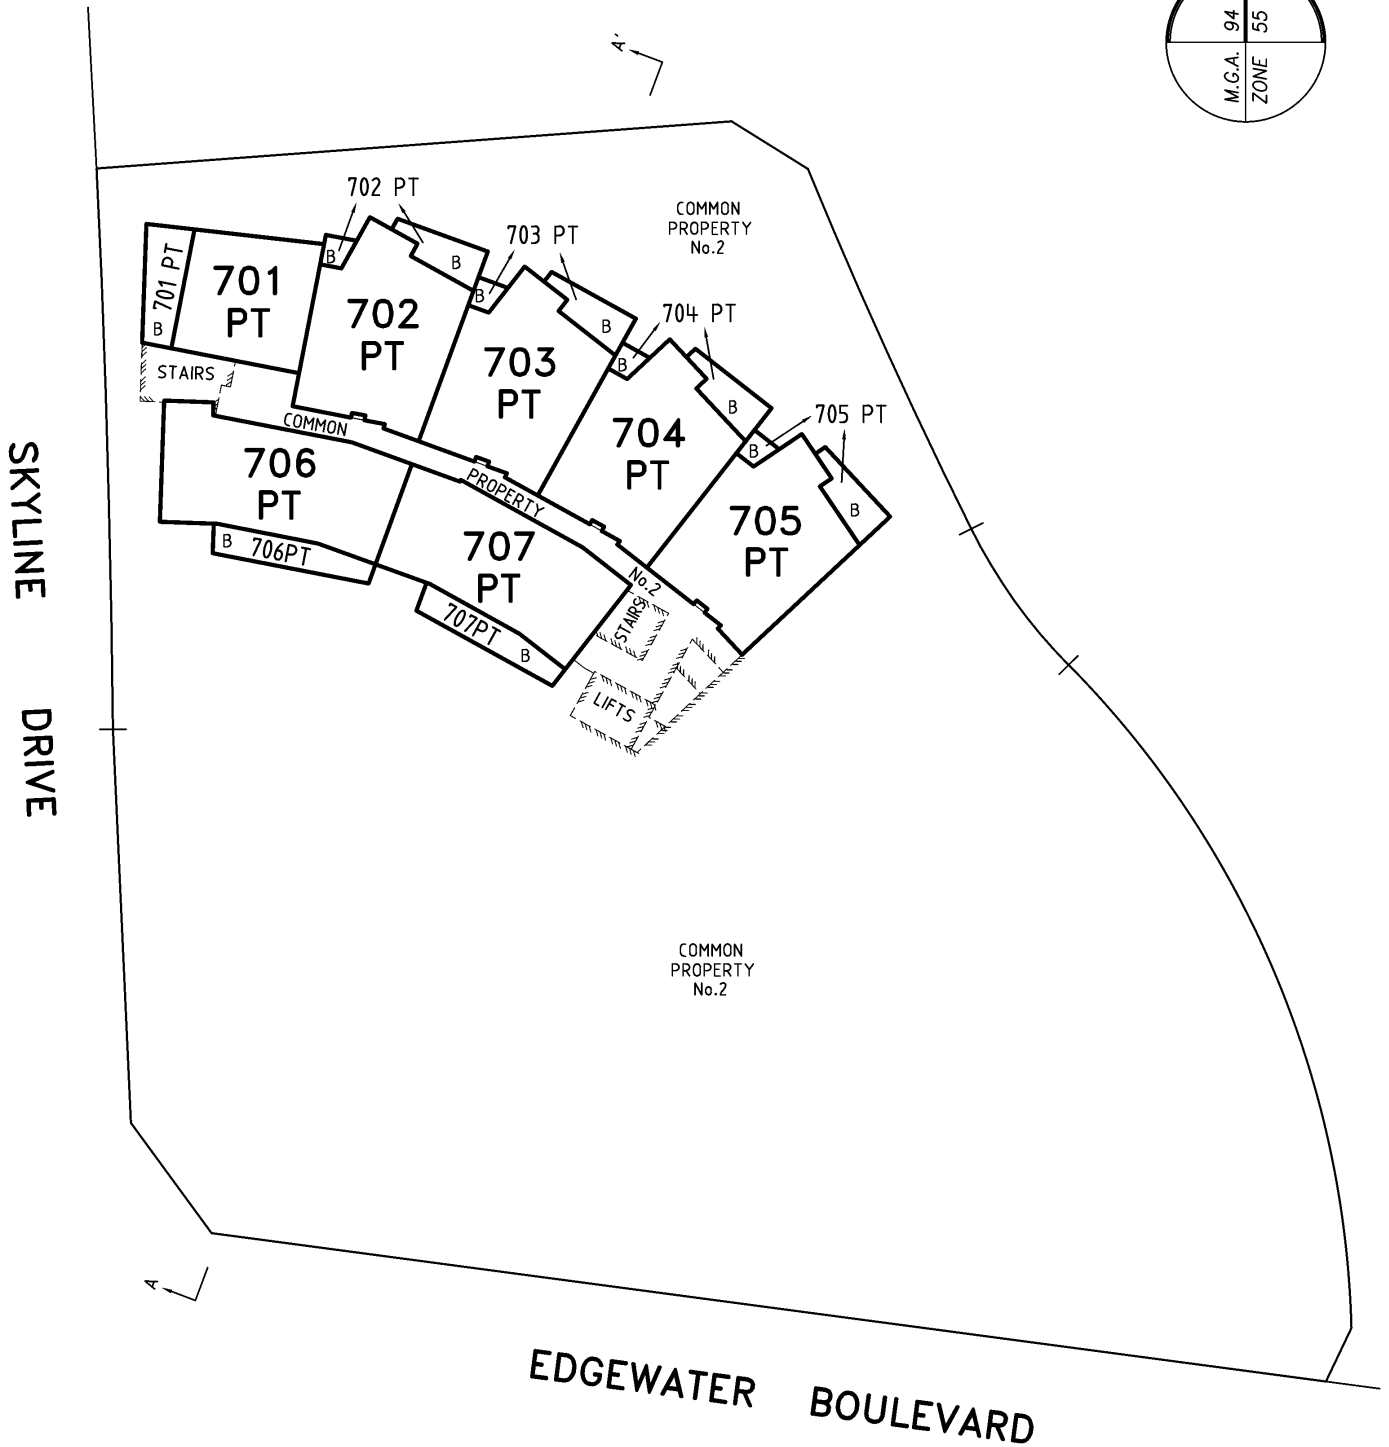 M.G.A. 94
ZONE 55
A'
702 PT
703 PT
COMMON
PROPERTY
No.2
701 PT
B
701
PT
B
702
PT
B
B
703
PT
B
704 PT
B
704
PT
B
705 PT
B
705
PT
B
STAIRS
COMMON
PROPERTY
No.2
706
PT
B 706PT
707
PT
707PT B
STAIRS
LIFTS
SKYLINE DRIVE
COMMON
PROPERTY
No.2
A
EDGEWATER BOULEVARD